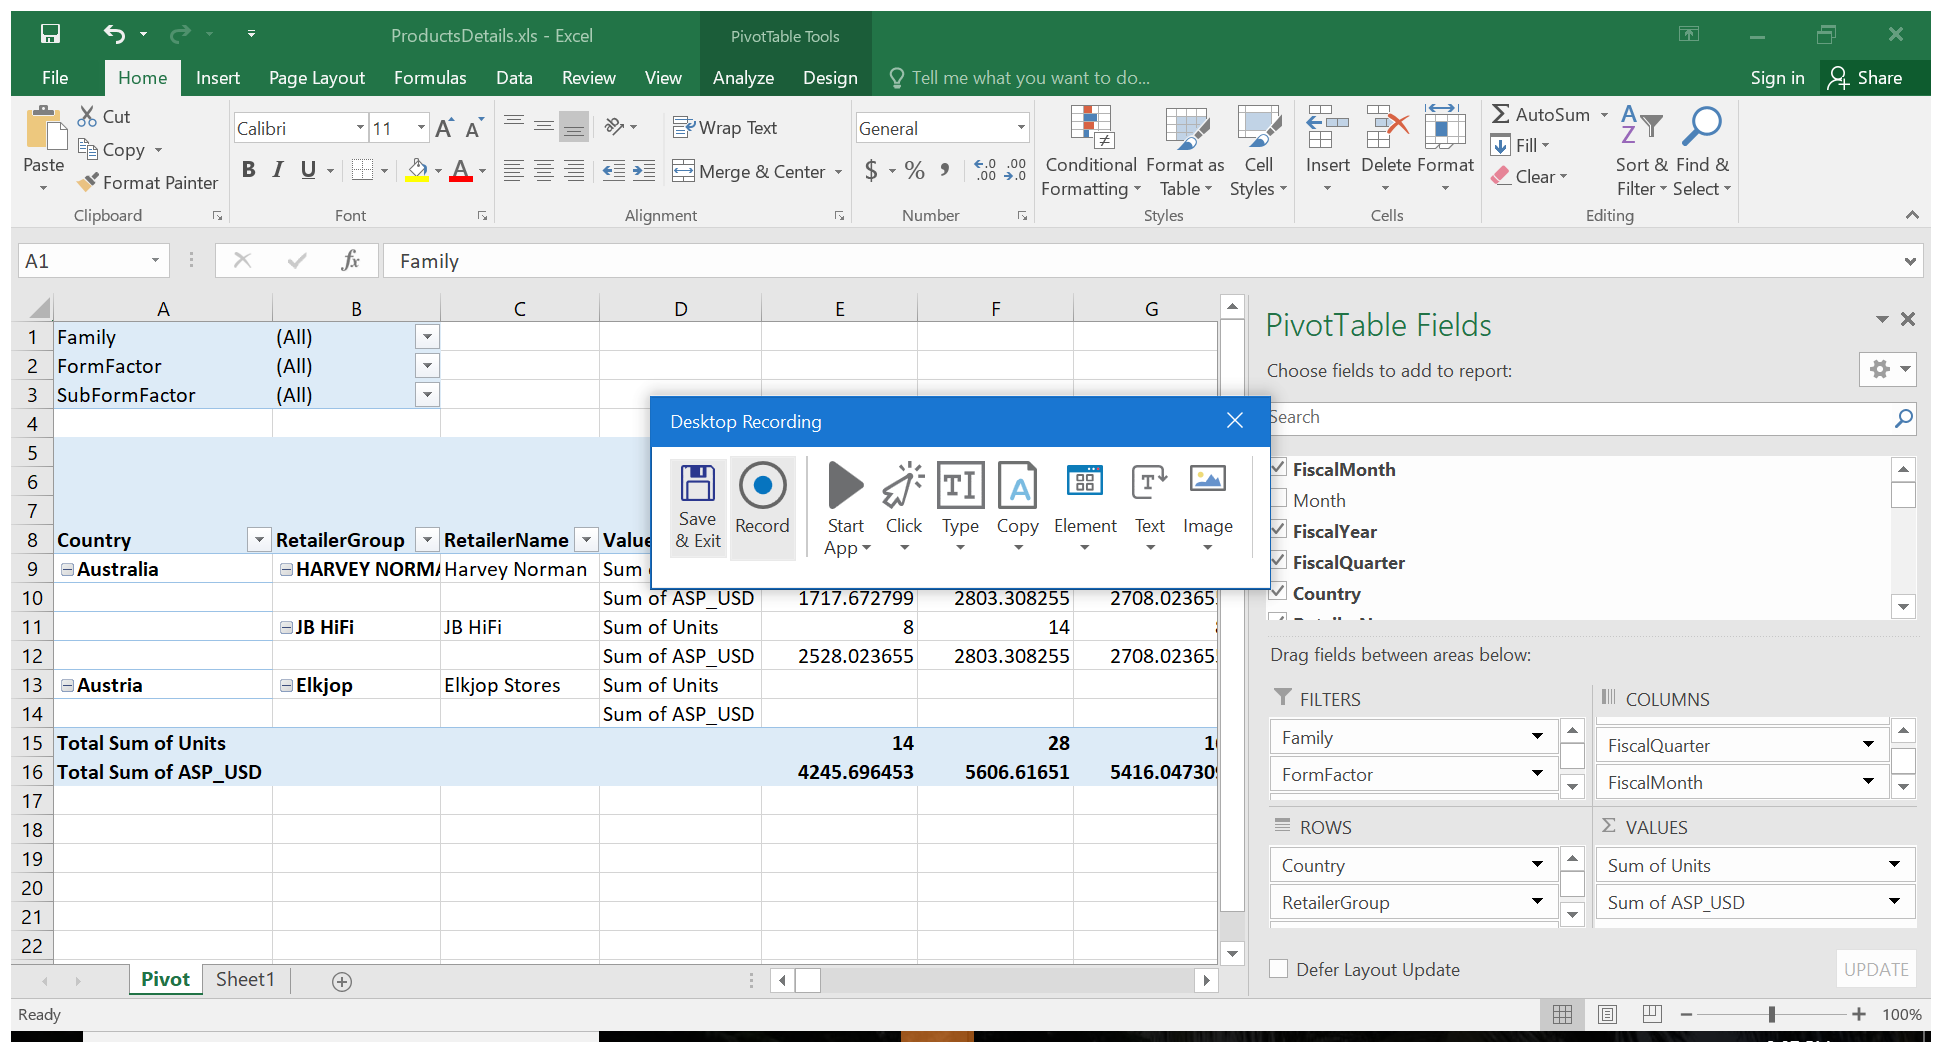 ProductsDetails.xls - Excel
PivotTable Tools
File Home Insert Page Layout Formulas Data Review View Analyze Design Tell me what you want to do... Sign in Share
Paste
Cut
Copy
Format Painter
Clipboard
Calibri 11
B I U
Font
Wrap Text
Merge & Center
Alignment
General
$ % ,
Number
Conditional Formatting
Format as Table
Cell Styles
Styles
Insert Delete Format
Cells
AutoSum
Fill
Clear
Sort & Filter
Find & Select
Editing
A1 fx Family
A B C D E F G
1 Family (All)
2 FormFactor (All)
3 SubFormFactor (All)
4
5
6
7
8 Country RetailerGroup RetailerName
9 Australia HARVEY NORMA Harvey Norman Sum
10 Sum of ASP_USD 1717.672799 2803.308255 2708.02365
11 JB HiFi JB HiFi Sum of Units 8 14
12 Sum of ASP_USD 2528.023655 2803.308255 2708.02365
13 Austria Elkjop Elkjop Stores Sum of Units
14 Sum of ASP_USD
15 Total Sum of Units 14 28
16 Total Sum of ASP_USD 4245.696453 5606.61651 5416.04730
17
18
19
20
21
22
Desktop Recording
Save & Exit
Record
Start App
Click
Type
Copy
Element
Text
Image
PivotTable Fields
Choose fields to add to report:
Search
FiscalMonth
Month
FiscalYear
FiscalQuarter
Country
Drag fields between areas below:
FILTERS
Family
FormFactor
COLUMNS
FiscalQuarter
FiscalMonth
ROWS
Country
RetailerGroup
VALUES
Sum of Units
Sum of ASP_USD
Defer Layout Update
UPDATE
Pivot Sheet1
Ready
100%